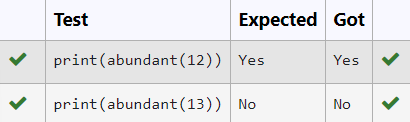 Test Expected Got
print(abundant(12)) Yes Yes
print(abundant(13)) No No